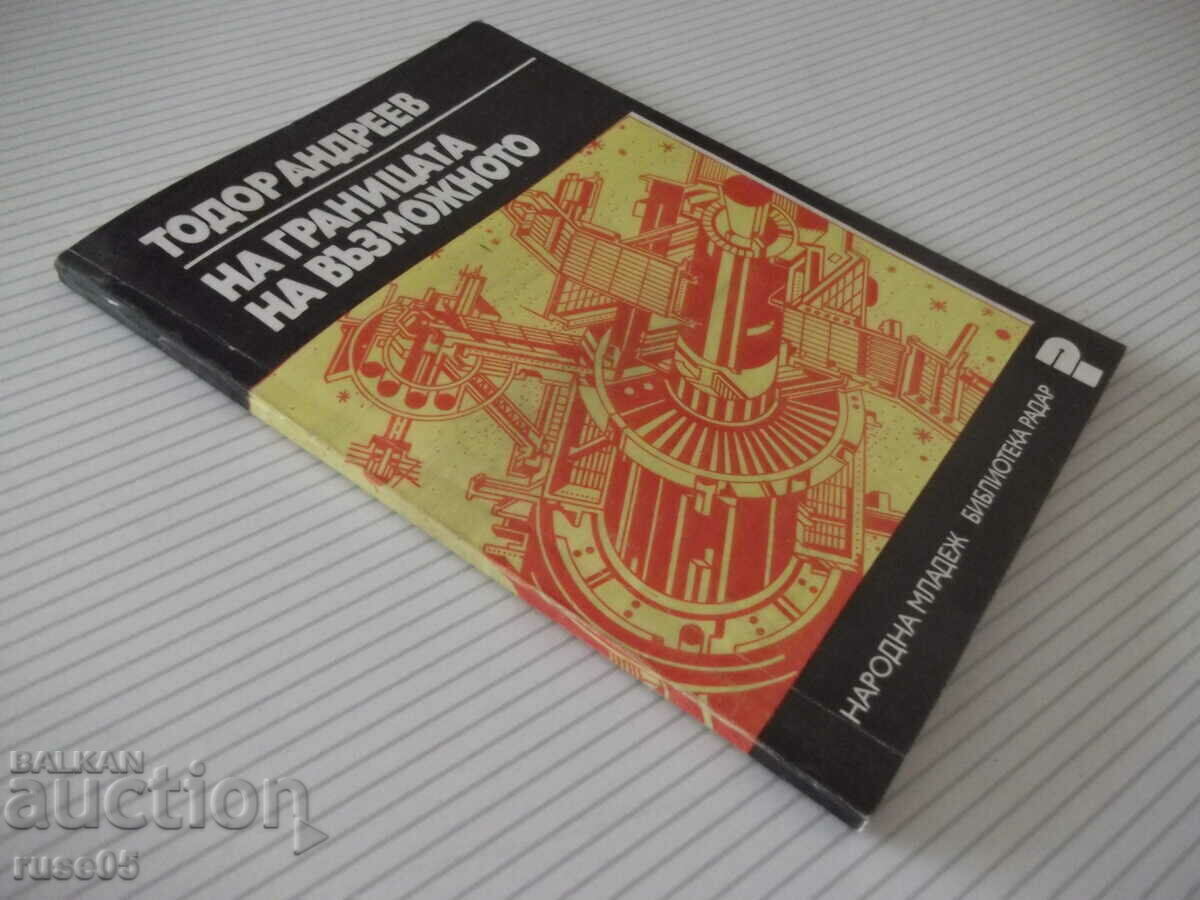 ТОДОР АНДРЕЕВ
НА ГРАНИЦАТА
НА ВЪЗМОЖНОТО
НАРОДНА МЛАДЕЖ БИБЛИОТЕКА РАДАР
BALKAN
auction
ruse05